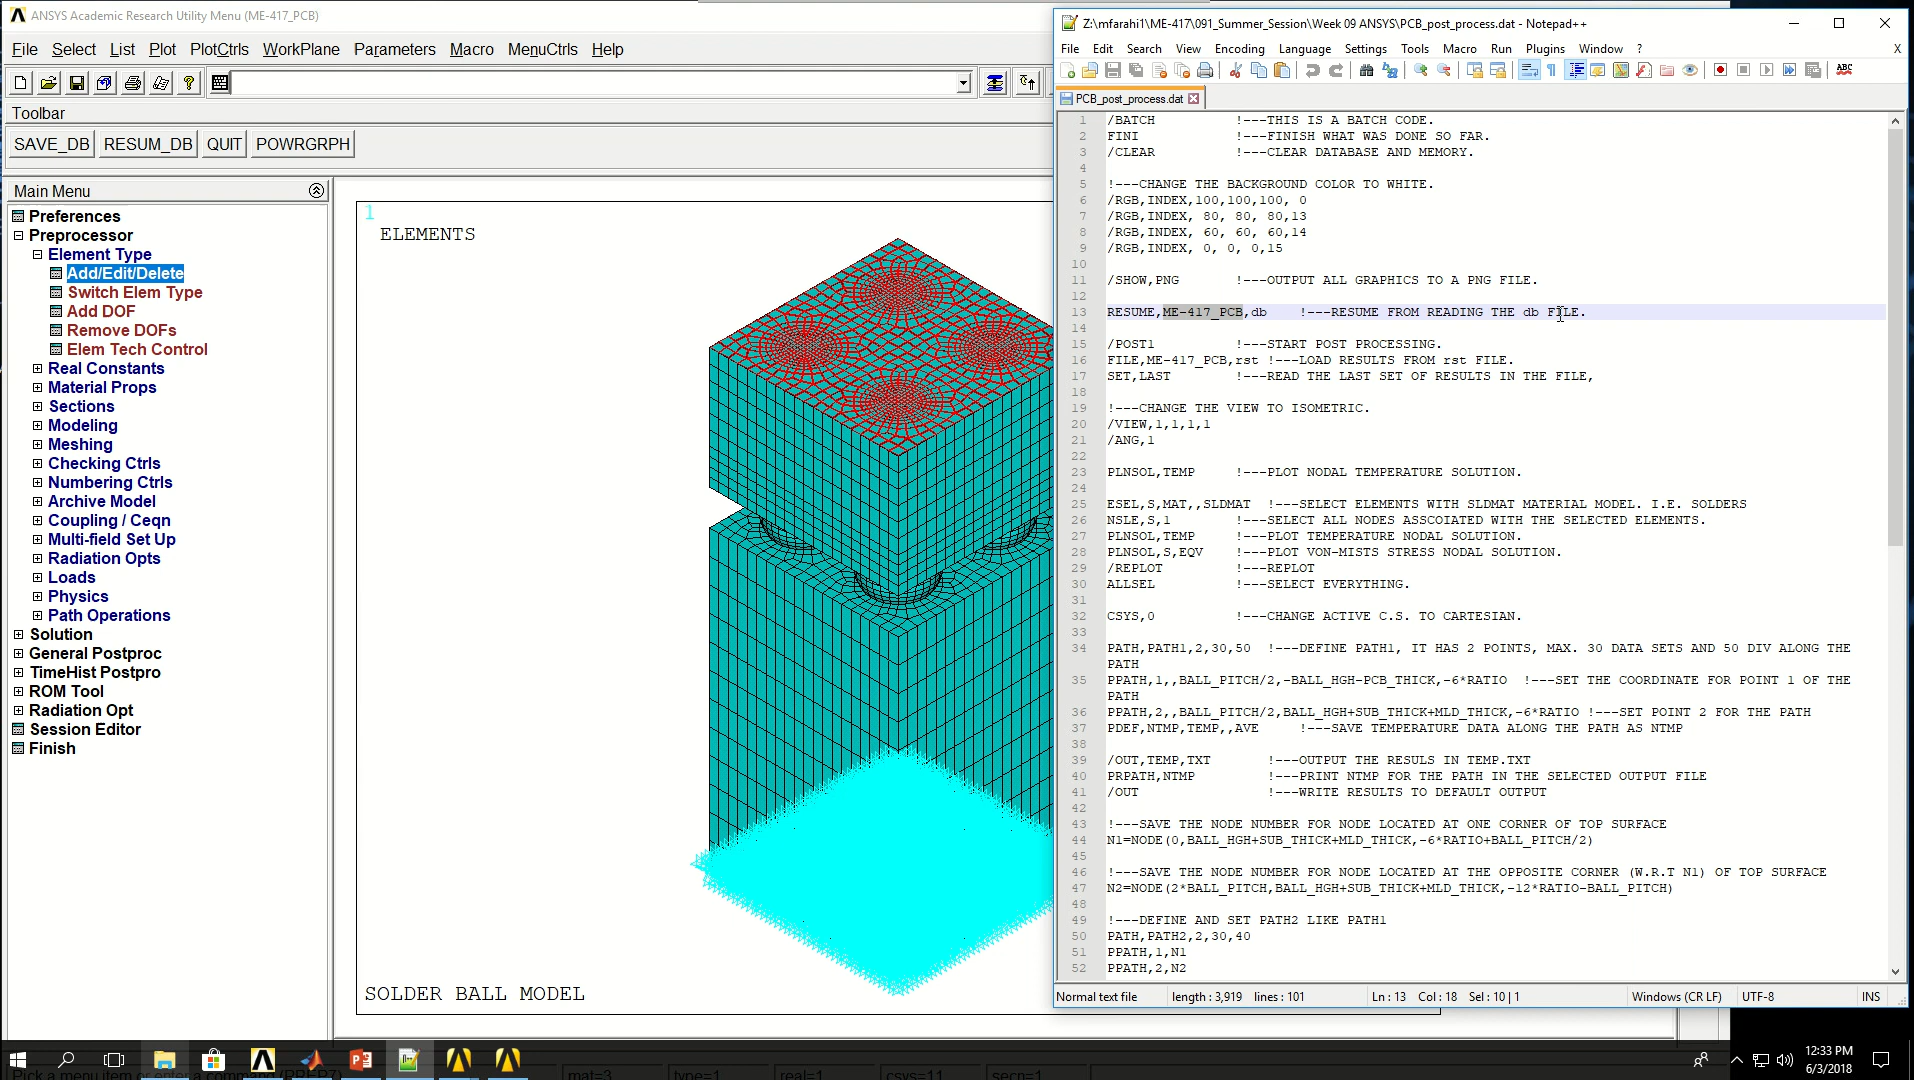 ANSYS Academic Research Utility Menu (ME-417_PCB)
File Select List Plot PlotCtrls WorkPlane Parameters Macro MenuCtrls Help
Toolbar
SAVE_DB RESUM_DB QUIT POWRGRPH
Main Menu
Preferences
Preprocessor
Element Type
Add/Edit/Delete
Switch Elem Type
Add DOF
Remove DOFs
Elem Tech Control
Real Constants
Material Props
Sections
Modeling
Meshing
Checking Ctrls
Numbering Ctrls
Archive Model
Coupling / Ceqn
Multi-field Set Up
Radiation Opts
Loads
Physics
Path Operations
Solution
General Postproc
TimeHist Postpro
ROM Tool
Radiation Opt
Session Editor
Finish
1
ELEMENTS
SOLDER BALL MODEL
Z:\mfarahi1\ME-417\091_Summer_Session\Week 09 ANSYS\PCB_post_process.dat - Notepad++
File Edit Search View Encoding Language Settings Tools Macro Run Plugins Window ? X
PCB_post_process.dat
1 /BATCH !---THIS IS A BATCH CODE.
2 FINI !---FINISH WHAT WAS DONE SO FAR.
3 /CLEAR !---CLEAR DATABASE AND MEMORY.
4
5 !---CHANGE THE BACKGROUND COLOR TO WHITE.
6 /RGB,INDEX,100,100,100, 0
7 /RGB,INDEX, 80, 80, 80,13
8 /RGB,INDEX, 60, 60, 60,14
9 /RGB,INDEX, 0, 0, 0,15
10
11 /SHOW,PNG !---OUTPUT ALL GRAPHICS TO A PNG FILE.
12
13 RESUME,ME-417_PCB,db !---RESUME FROM READING THE db FILE.
14
15 /POST1 !---START POST PROCESSING.
16 FILE,ME-417_PCB,rst !---LOAD RESULTS FROM rst FILE.
17 SET,LAST !---READ THE LAST SET OF RESULTS IN THE FILE,
18
19 !---CHANGE THE VIEW TO ISOMETRIC.
20 /VIEW,1,1,1,1
21 /ANG,1
22
23 PLNSOL,TEMP !---PLOT NODAL TEMPERATURE SOLUTION.
24
25 ESEL,S,MAT,,SLDMAT !---SELECT ELEMENTS WITH SLDMAT MATERIAL MODEL. I.E. SOLDERS
26 NSLE,S,1 !---SELECT ALL NODES ASSCOIATED WITH THE SELECTED ELEMENTS.
27 PLNSOL,TEMP !---PLOT TEMPERATURE NODAL SOLUTION.
28 PLNSOL,S,EQV !---PLOT VON-MISTS STRESS NODAL SOLUTION.
29 /REPLOT !---REPLOT
30 ALLSEL !---SELECT EVERYTHING.
31
32 CSYS,0 !---CHANGE ACTIVE C.S. TO CARTESIAN.
33
34 PATH,PATH1,2,30,50 !---DEFINE PATH1, IT HAS 2 POINTS, MAX. 30 DATA SETS AND 50 DIV ALONG THE
PATH
35 PPATH,1,,BALL_PITCH/2,-BALL_HGH-PCB_THICK,-6*RATIO !---SET THE COORDINATE FOR POINT 1 OF THE
PATH
36 PPATH,2,,BALL_PITCH/2,BALL_HGH+SUB_THICK+MLD_THICK,-6*RATIO !---SET POINT 2 FOR THE PATH
37 PDEF,NTMP,TEMP,,AVE !---SAVE TEMPERATURE DATA ALONG THE PATH AS NTMP
38
39 /OUT,TEMP,TXT !---OUTPUT THE RESULS IN TEMP.TXT
40 PRPATH,NTMP !---PRINT NTMP FOR THE PATH IN THE SELECTED OUTPUT FILE
41 /OUT !---WRITE RESULTS TO DEFAULT OUTPUT
42
43 !---SAVE THE NODE NUMBER FOR NODE LOCATED AT ONE CORNER OF TOP SURFACE
44 N1=NODE(0,BALL_HGH+SUB_THICK+MLD_THICK,-6*RATIO+BALL_PITCH/2)
45
46 !---SAVE THE NODE NUMBER FOR NODE LOCATED AT THE OPPOSITE CORNER (W.R.T N1) OF TOP SURFACE
47 N2=NODE(2*BALL_PITCH,BALL_HGH+SUB_THICK+MLD_THICK,-12*RATIO-BALL_PITCH)
48
49 !---DEFINE AND SET PATH2 LIKE PATH1
50 PATH,PATH2,2,30,40
51 PPATH,1,N1
52 PPATH,2,N2
Normal text file length : 3,919 lines : 101 Ln : 13 Col : 18 Sel : 10 | 1 Windows (CR LF) UTF-8 INS
Pick a menu item or enter a command (PREP7) mat=3 type=1 real=1 csys=11 secn=1
12:33 PM
6/3/2018